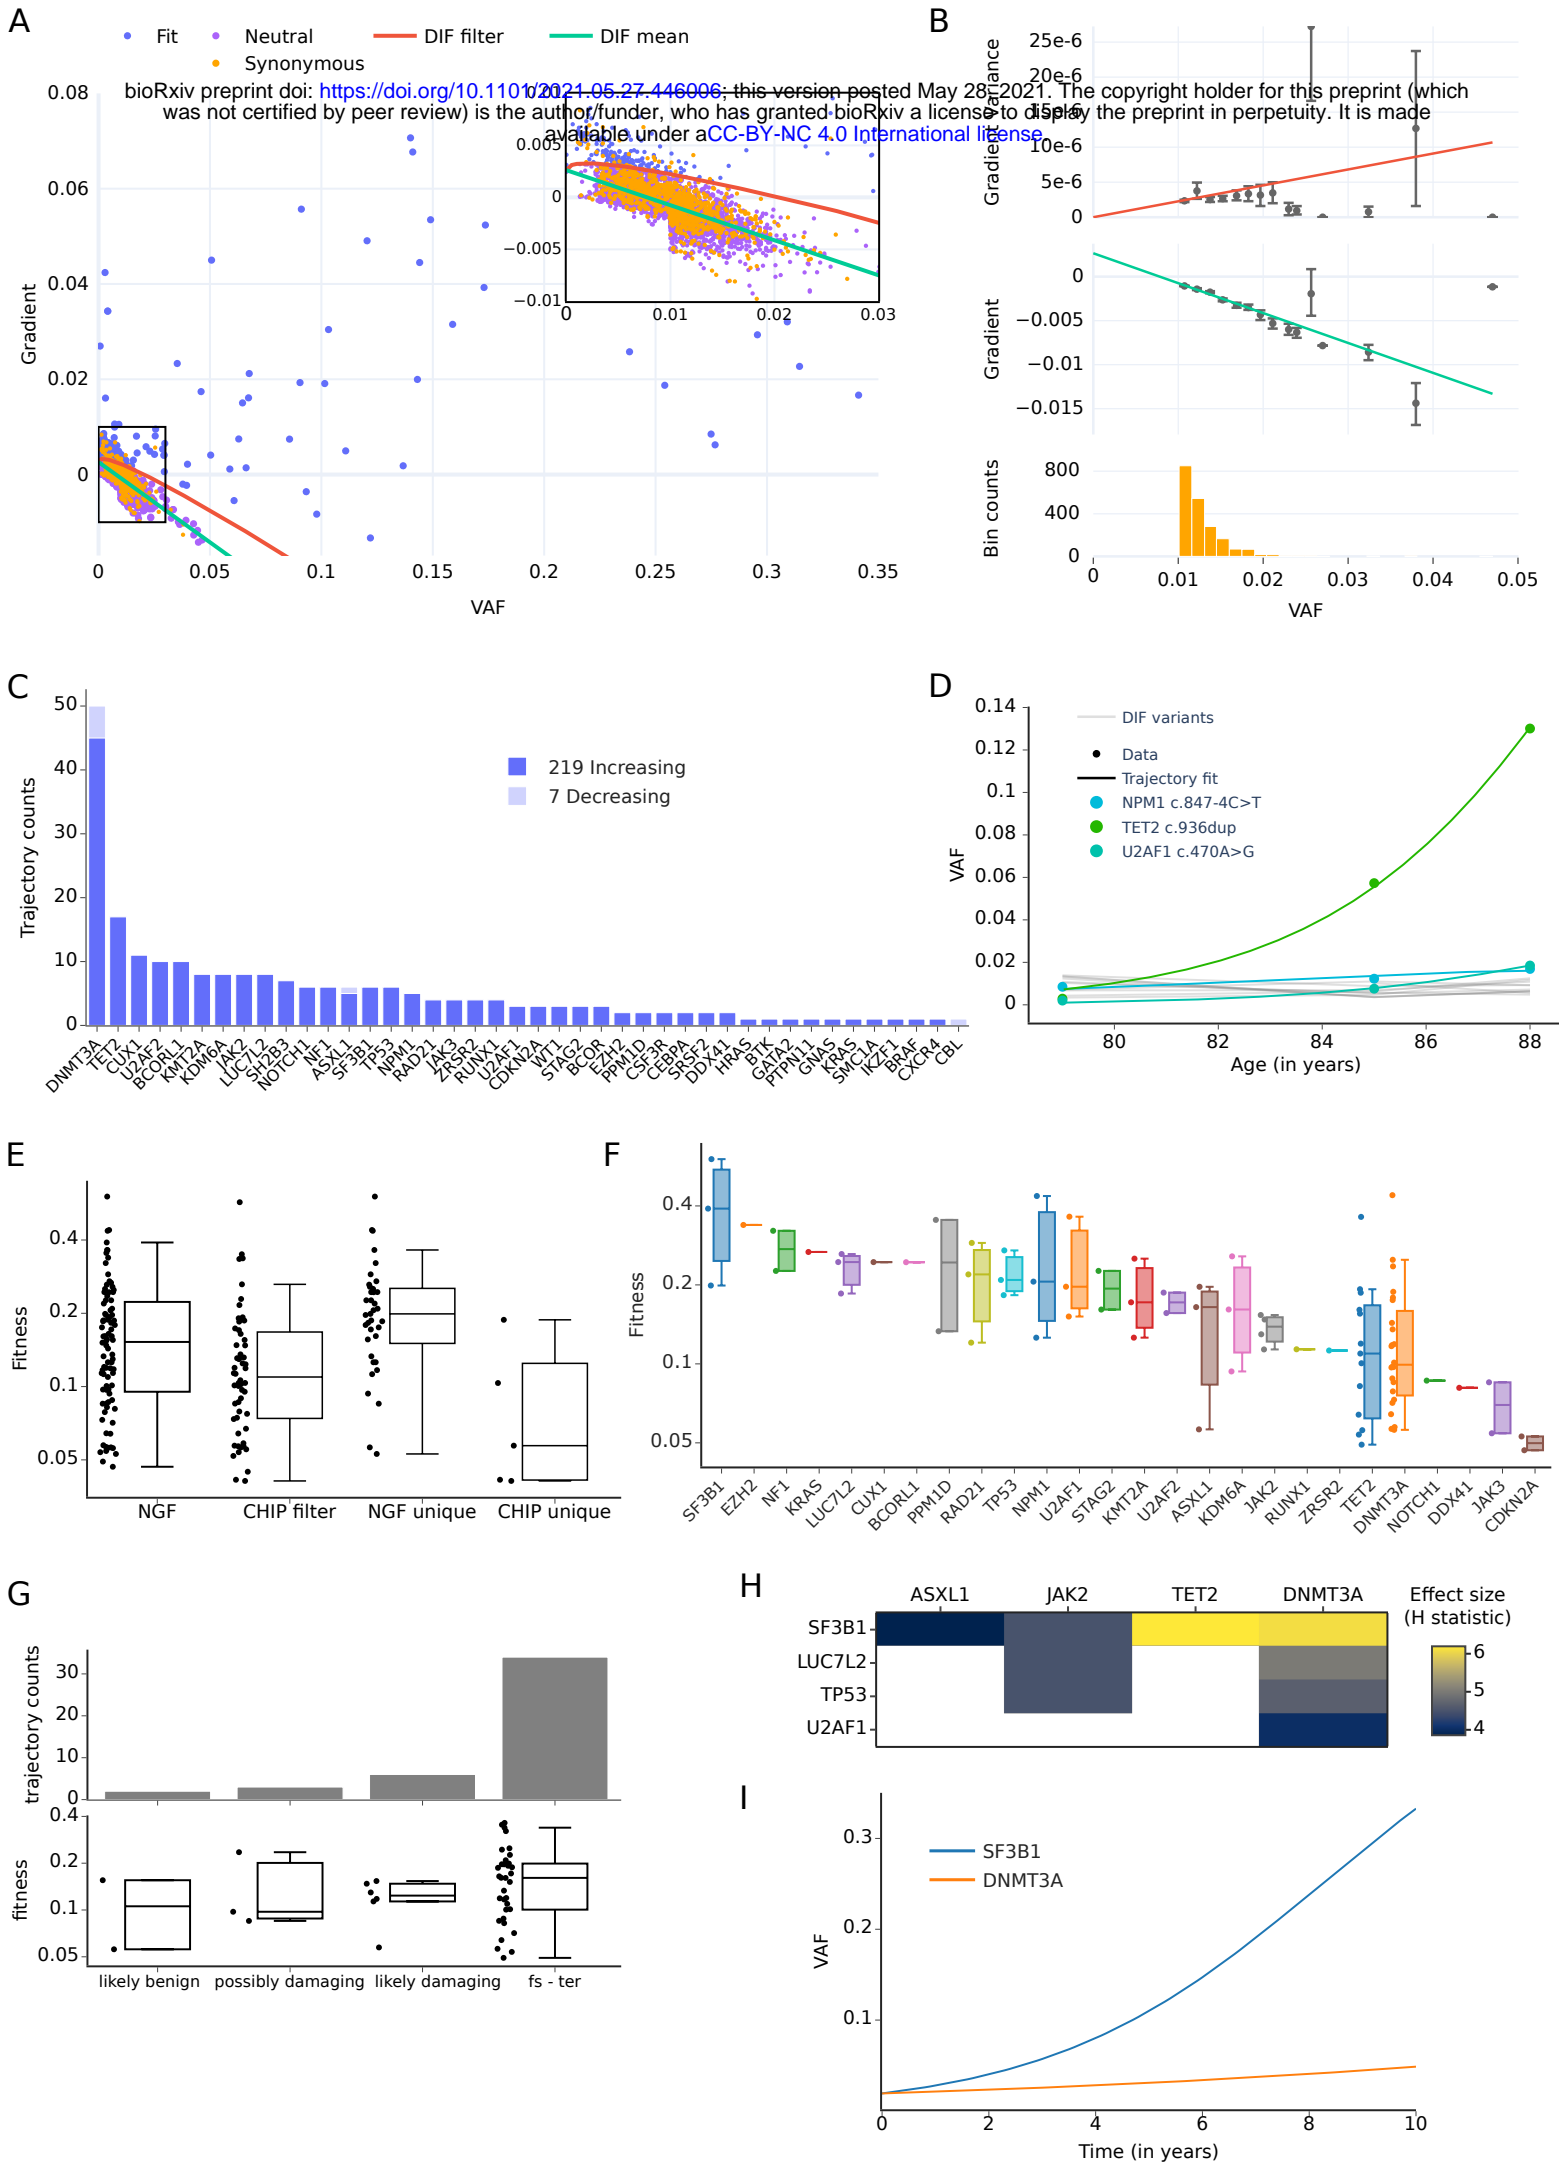 A
B
Fit
Neutral
DIF filter
DIF mean
Synonymous
bioRxiv preprint doi: https://doi.org/10.1101/2021.05.27.446006; this version posted May 28, 2021. The copyright holder for this preprint (which
was not certified by peer review) is the author/funder, who has granted bioRxiv a license to display the preprint in perpetuity. It is made
available under aCC-BY-NC 4.0 International license.
0.08
0.06
0.04
0.02
0
Gradient
0 0.05 0.1 0.15 0.2 0.25 0.3 0.35
VAF
0.01
0.005
0
−0.005
−0.01
0 0.01 0.02 0.03
25e-6
20e-6
15e-6
10e-6
5e-6
0
Gradient variance
0
−0.005
−0.01
−0.015
Gradient
800
400
0
Bin counts
0 0.01 0.02 0.03 0.04 0.05
VAF
C
50
40
30
20
10
0
Trajectory counts
219 Increasing
7 Decreasing
DNMT3A TET2 CUX1 U2AF2 BCORL1 KMT2A KDM6A JAK2 LUC7L2 SH2B3 NOTCH1 NF1 ASXL1 SF3B1 TP53 NPM1 RAD21 JAK3 ZRSR2 RUNX1 U2AF1 CDKN2A WT1 STAG2 BCOR EZH2 PPM1D CSF3R CEBPA SRSF2 DDX41 HRAS BTK GATA2 PTPN11 GNAS KRAS SMC1A IKZF1 BRAF CXCR4 CBL
D
0.14
0.12
0.1
0.08
0.06
0.04
0.02
0
VAF
DIF variants
Data
Trajectory fit
NPM1 c.847-4C>T
TET2 c.936dup
U2AF1 c.470A>G
80 82 84 86 88
Age (in years)
E
0.4
0.2
0.1
0.05
Fitness
NGF CHIP filter NGF unique CHIP unique
F
0.4
0.2
0.1
0.05
Fitness
SF3B1 EZH2 NF1 KRAS LUC7L2 CUX1 BCORL1 PPM1D RAD21 TP53 NPM1 U2AF1 STAG2 KMT2A U2AF2 ASXL1 KDM6A JAK2 RUNX1 ZRSR2 TET2 DNMT3A NOTCH1 DDX41 JAK3 CDKN2A
G
30
20
10
0
trajectory counts
0.4
0.2
0.1
0.05
fitness
likely benign possibly damaging likely damaging fs - ter
H
ASXL1 JAK2 TET2 DNMT3A
SF3B1
LUC7L2
TP53
U2AF1
Effect size
(H statistic)
6
5
4
I
0.3
0.2
0.1
VAF
SF3B1
DNMT3A
0 2 4 6 8 10
Time (in years)